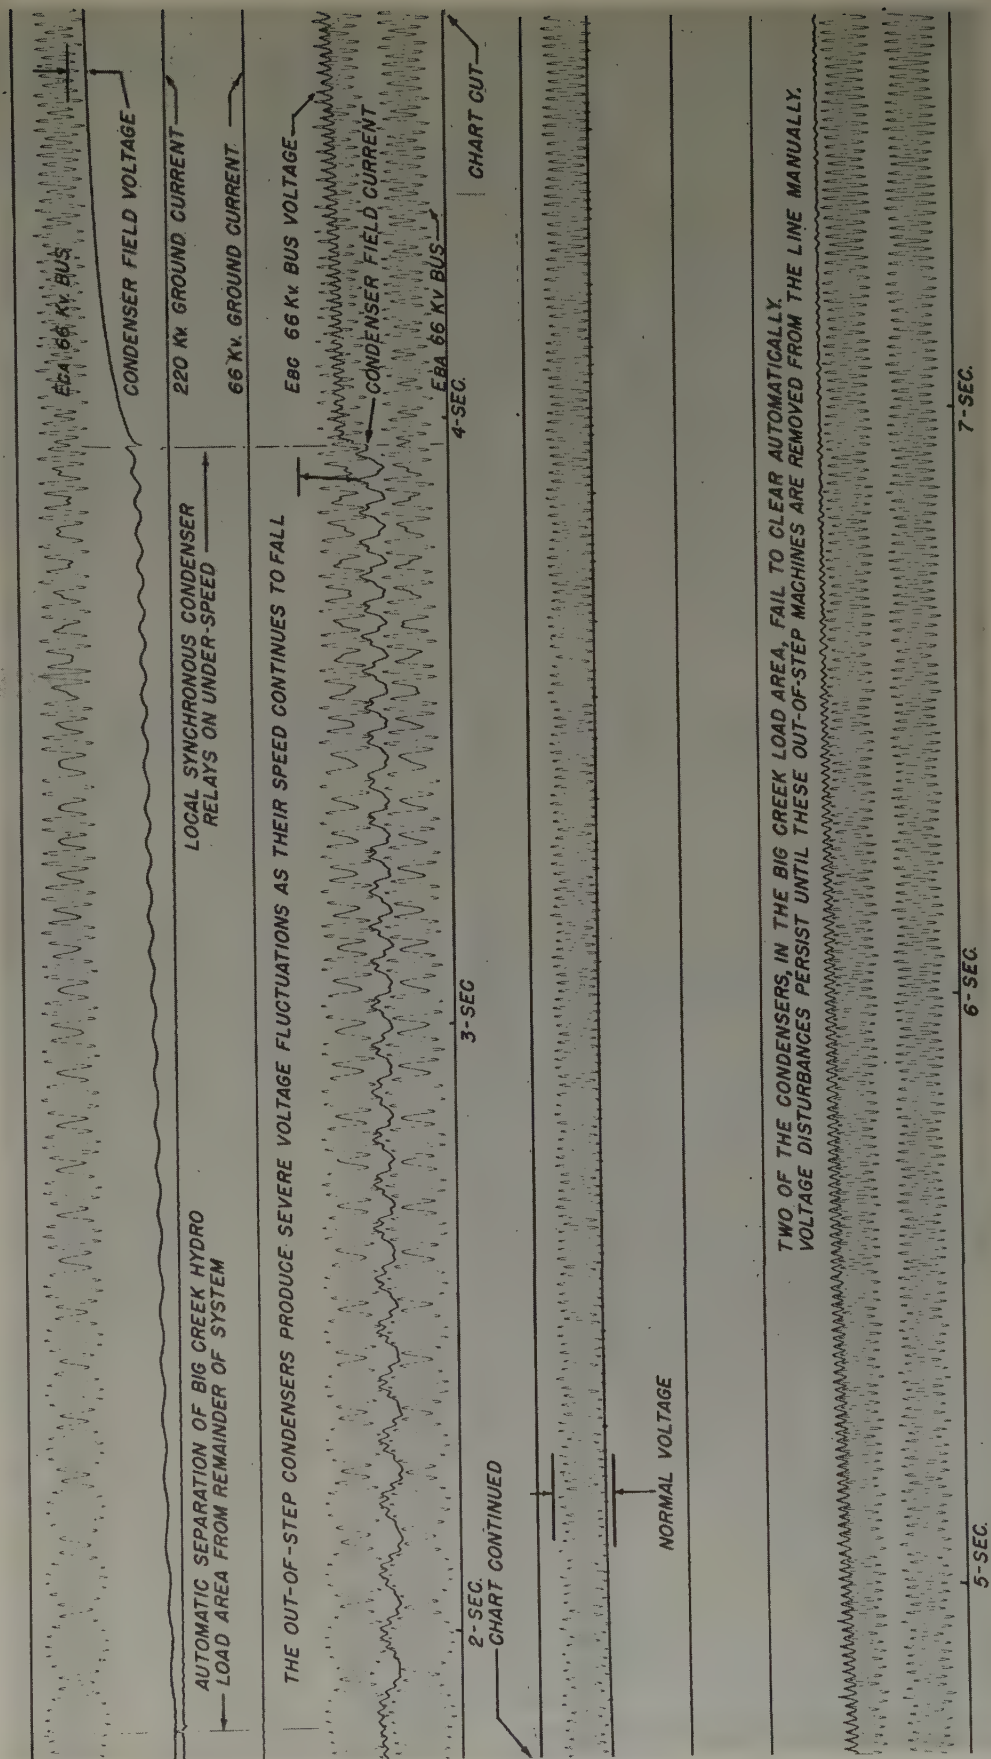 ECA 66 Kv. BUS
CONDENSER FIELD VOLTAGE
220 Kv. GROUND CURRENT
66 Kv. GROUND CURRENT
EBC 66 Kv. BUS VOLTAGE
CONDENSER FIELD CURRENT
EBA 66 KV BUS
4-SEC.
CHART CUT
LOCAL SYNCHRONOUS CONDENSER
RELAYS ON UNDER-SPEED
AUTOMATIC SEPARATION OF BIG CREEK HYDRO
LOAD AREA FROM REMAINDER OF SYSTEM
THE OUT-OF-STEP CONDENSERS PRODUCE SEVERE VOLTAGE FLUCTUATIONS AS THEIR SPEED CONTINUES TO FALL
3-SEC
2-SEC.
CHART CONTINUED
NORMAL VOLTAGE
TWO OF THE CONDENSERS, IN THE BIG CREEK LOAD AREA, FAIL TO CLEAR AUTOMATICALLY.
VOLTAGE DISTURBANCES PERSIST UNTIL THESE OUT-OF-STEP MACHINES ARE REMOVED FROM THE LINE MANUALLY.
5-SEC.
6-SEC.
7-SEC.